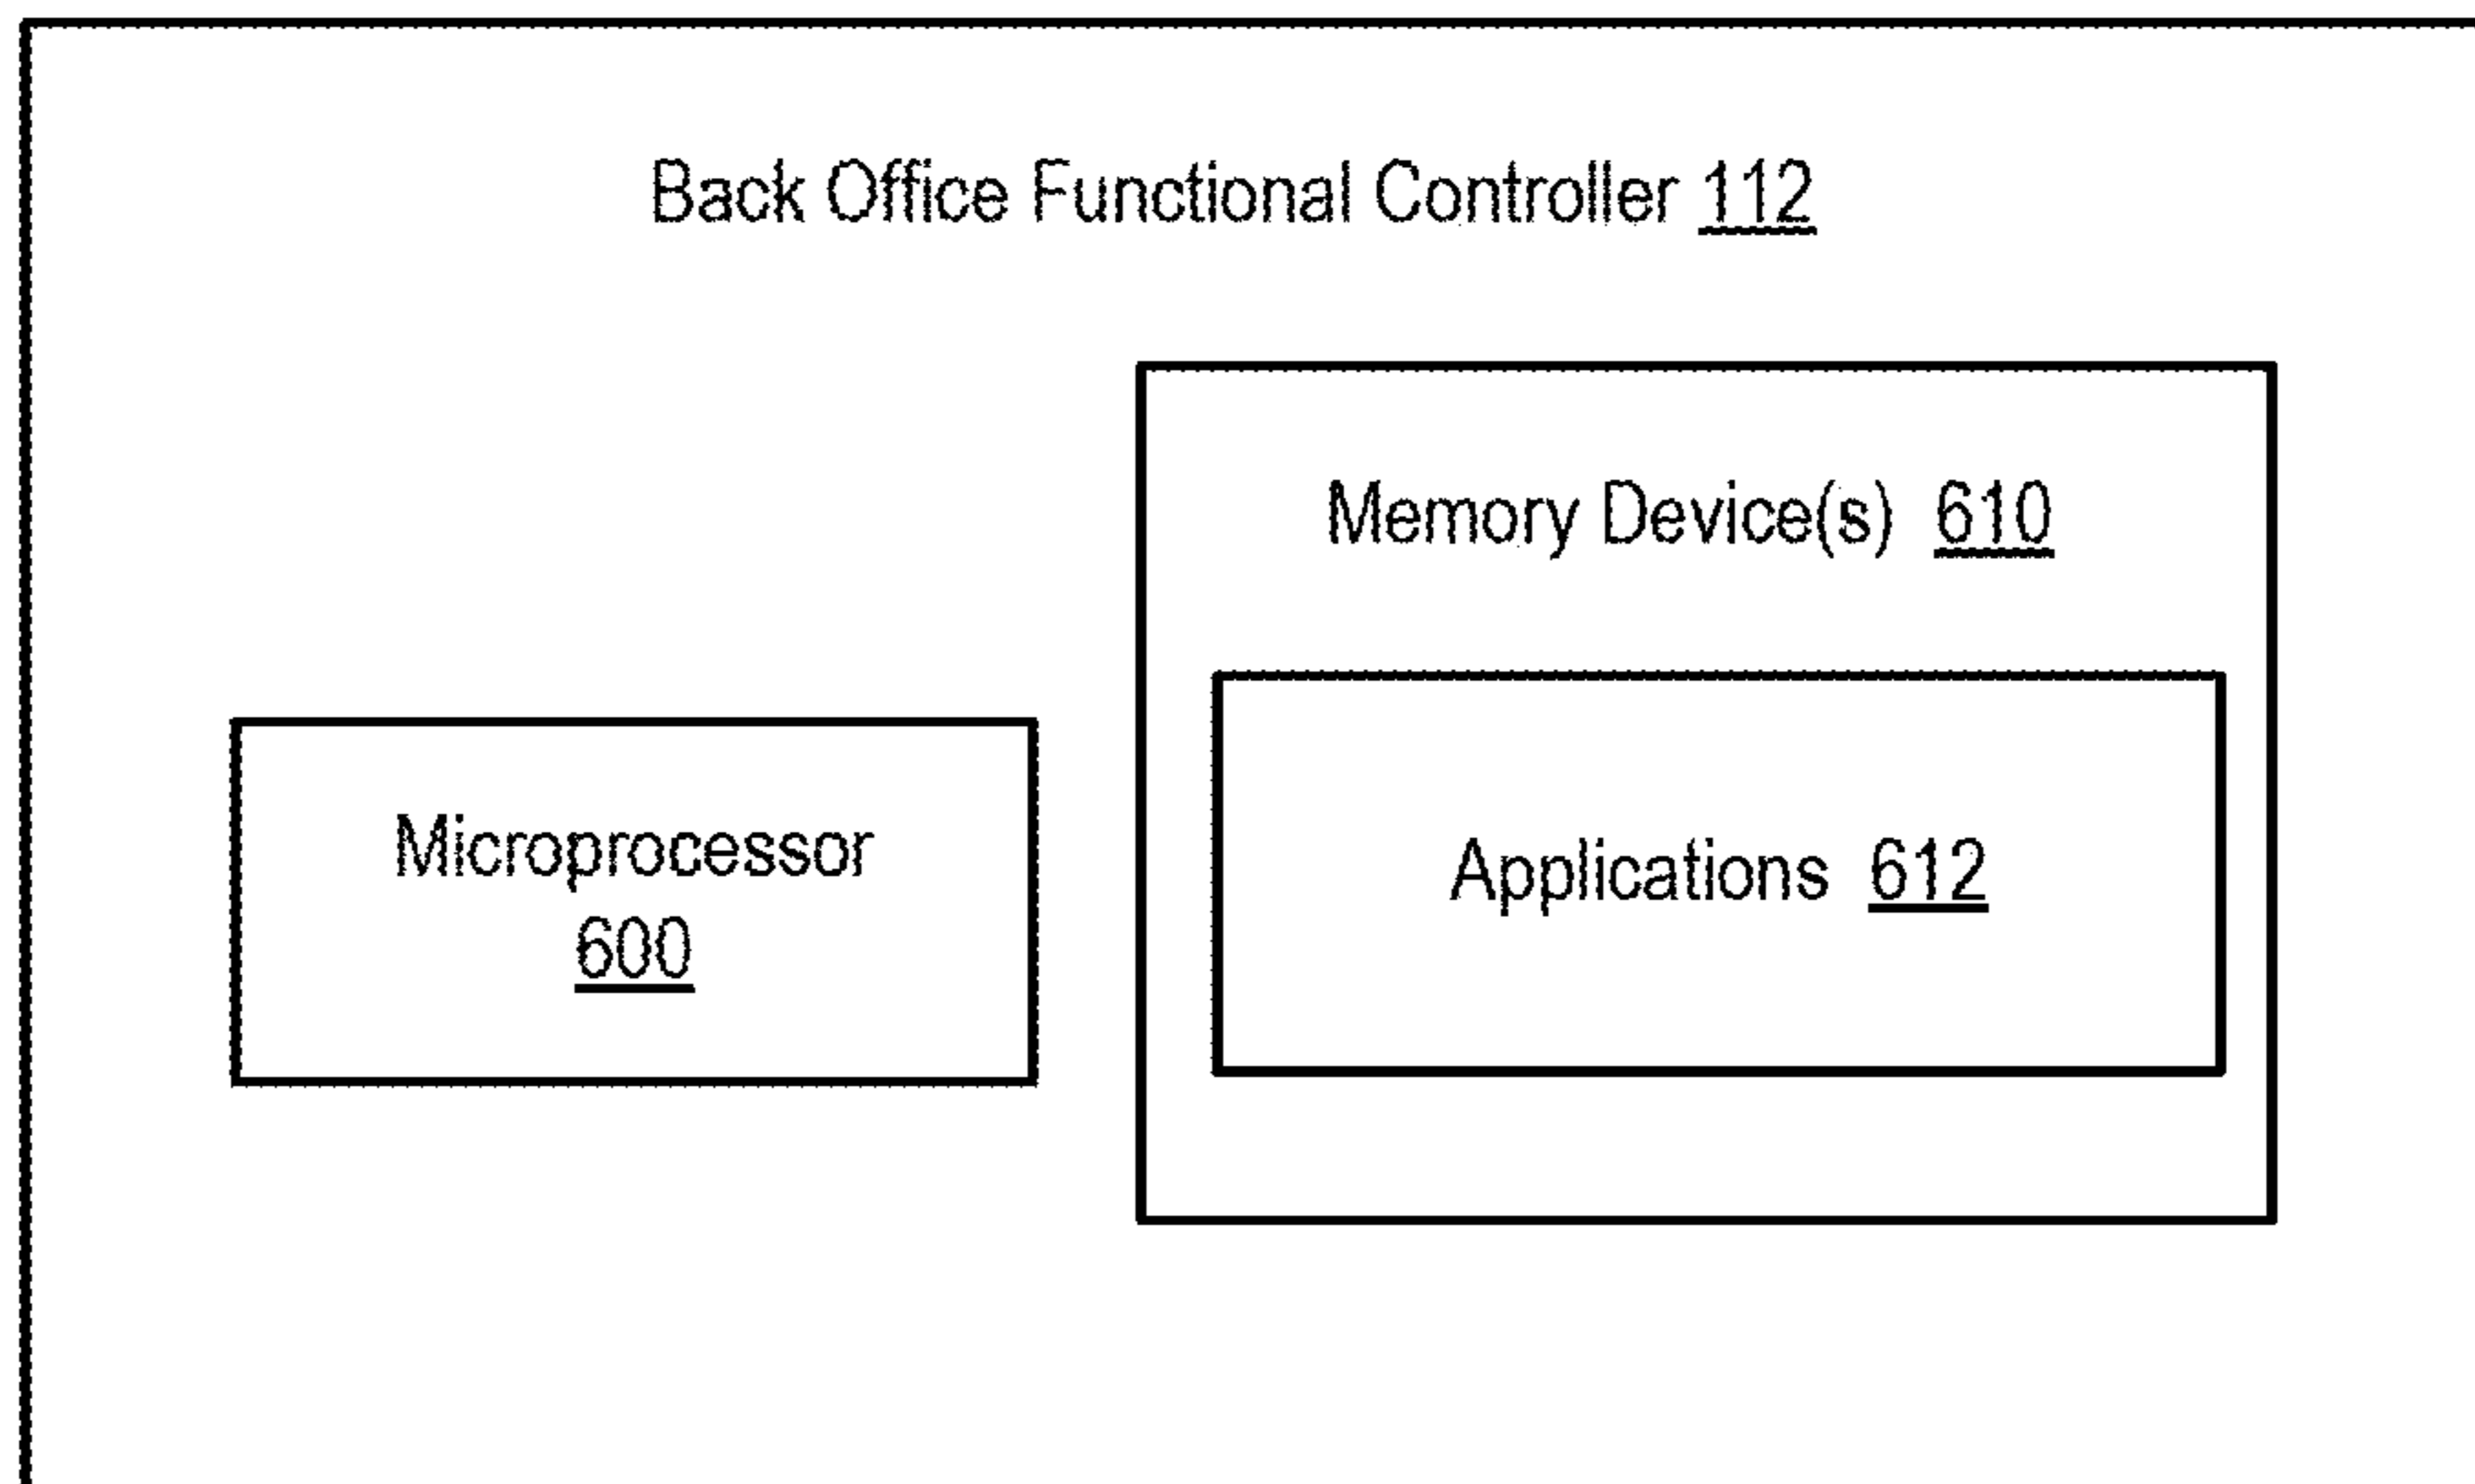 Back Office Functional Controller 112
Memory Device(s) 610
Microprocessor
600
Applications 612